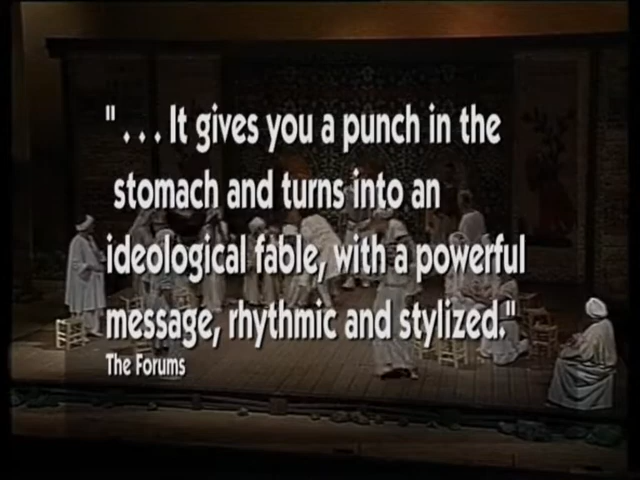 ". . . It gives you a punch in the
stomach and turns into an
ideological fable, with a powerful
message, rhythmic and stylized."
The Forums